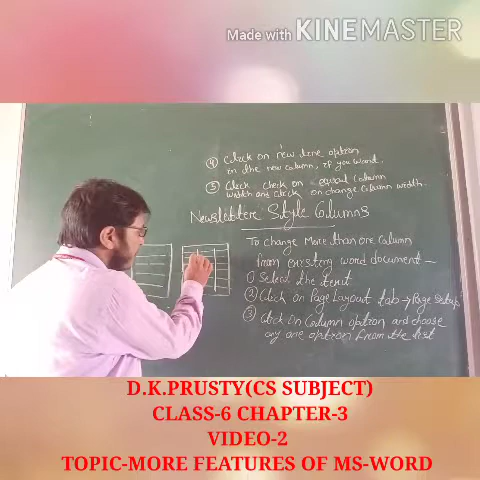 Made with KINEMASTER
④ Click on new line option
in the new column, if you want.
⑤ Click check on equal column
width and click on change column width.
Newsletter Style Columns
To change More than one column
from existing word document —
① Select the text
② Click on Page Layout tab → Page Setup
③ Click on Column option and choose
any one option from the list
D.K.PRUSTY(CS SUBJECT)
CLASS-6 CHAPTER-3
VIDEO-2
TOPIC-MORE FEATURES OF MS-WORD